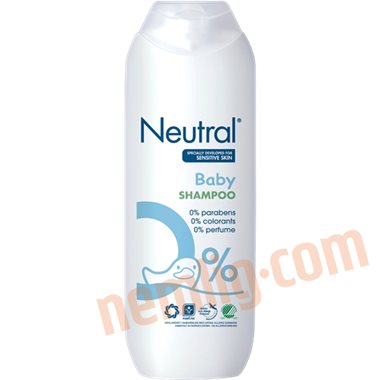 Neutral®
SPECIALLY DEVELOPED FOR
SENSITIVE SKIN
Baby
SHAMPOO
0% parabens
0% colorants
0% perfume
0%
nemlig.com